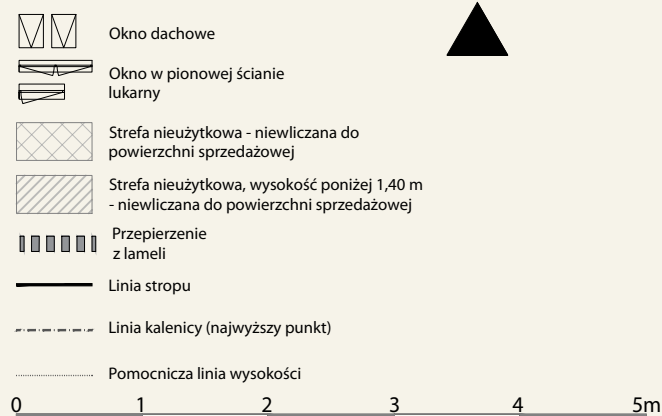 Okno dachowe
Okno w pionowej ścianie
lukarny
Strefa nieużytkowa - niewliczana do
powierzchni sprzedażowej
Strefa nieużytkowa, wysokość poniżej 1,40 m
- niewliczana do powierzchni sprzedażowej
Przepierzenie
z lameli
Linia stropu
Linia kalenicy (najwyższy punkt)
Pomocnicza linia wysokości
0 1 2 3 4 5m